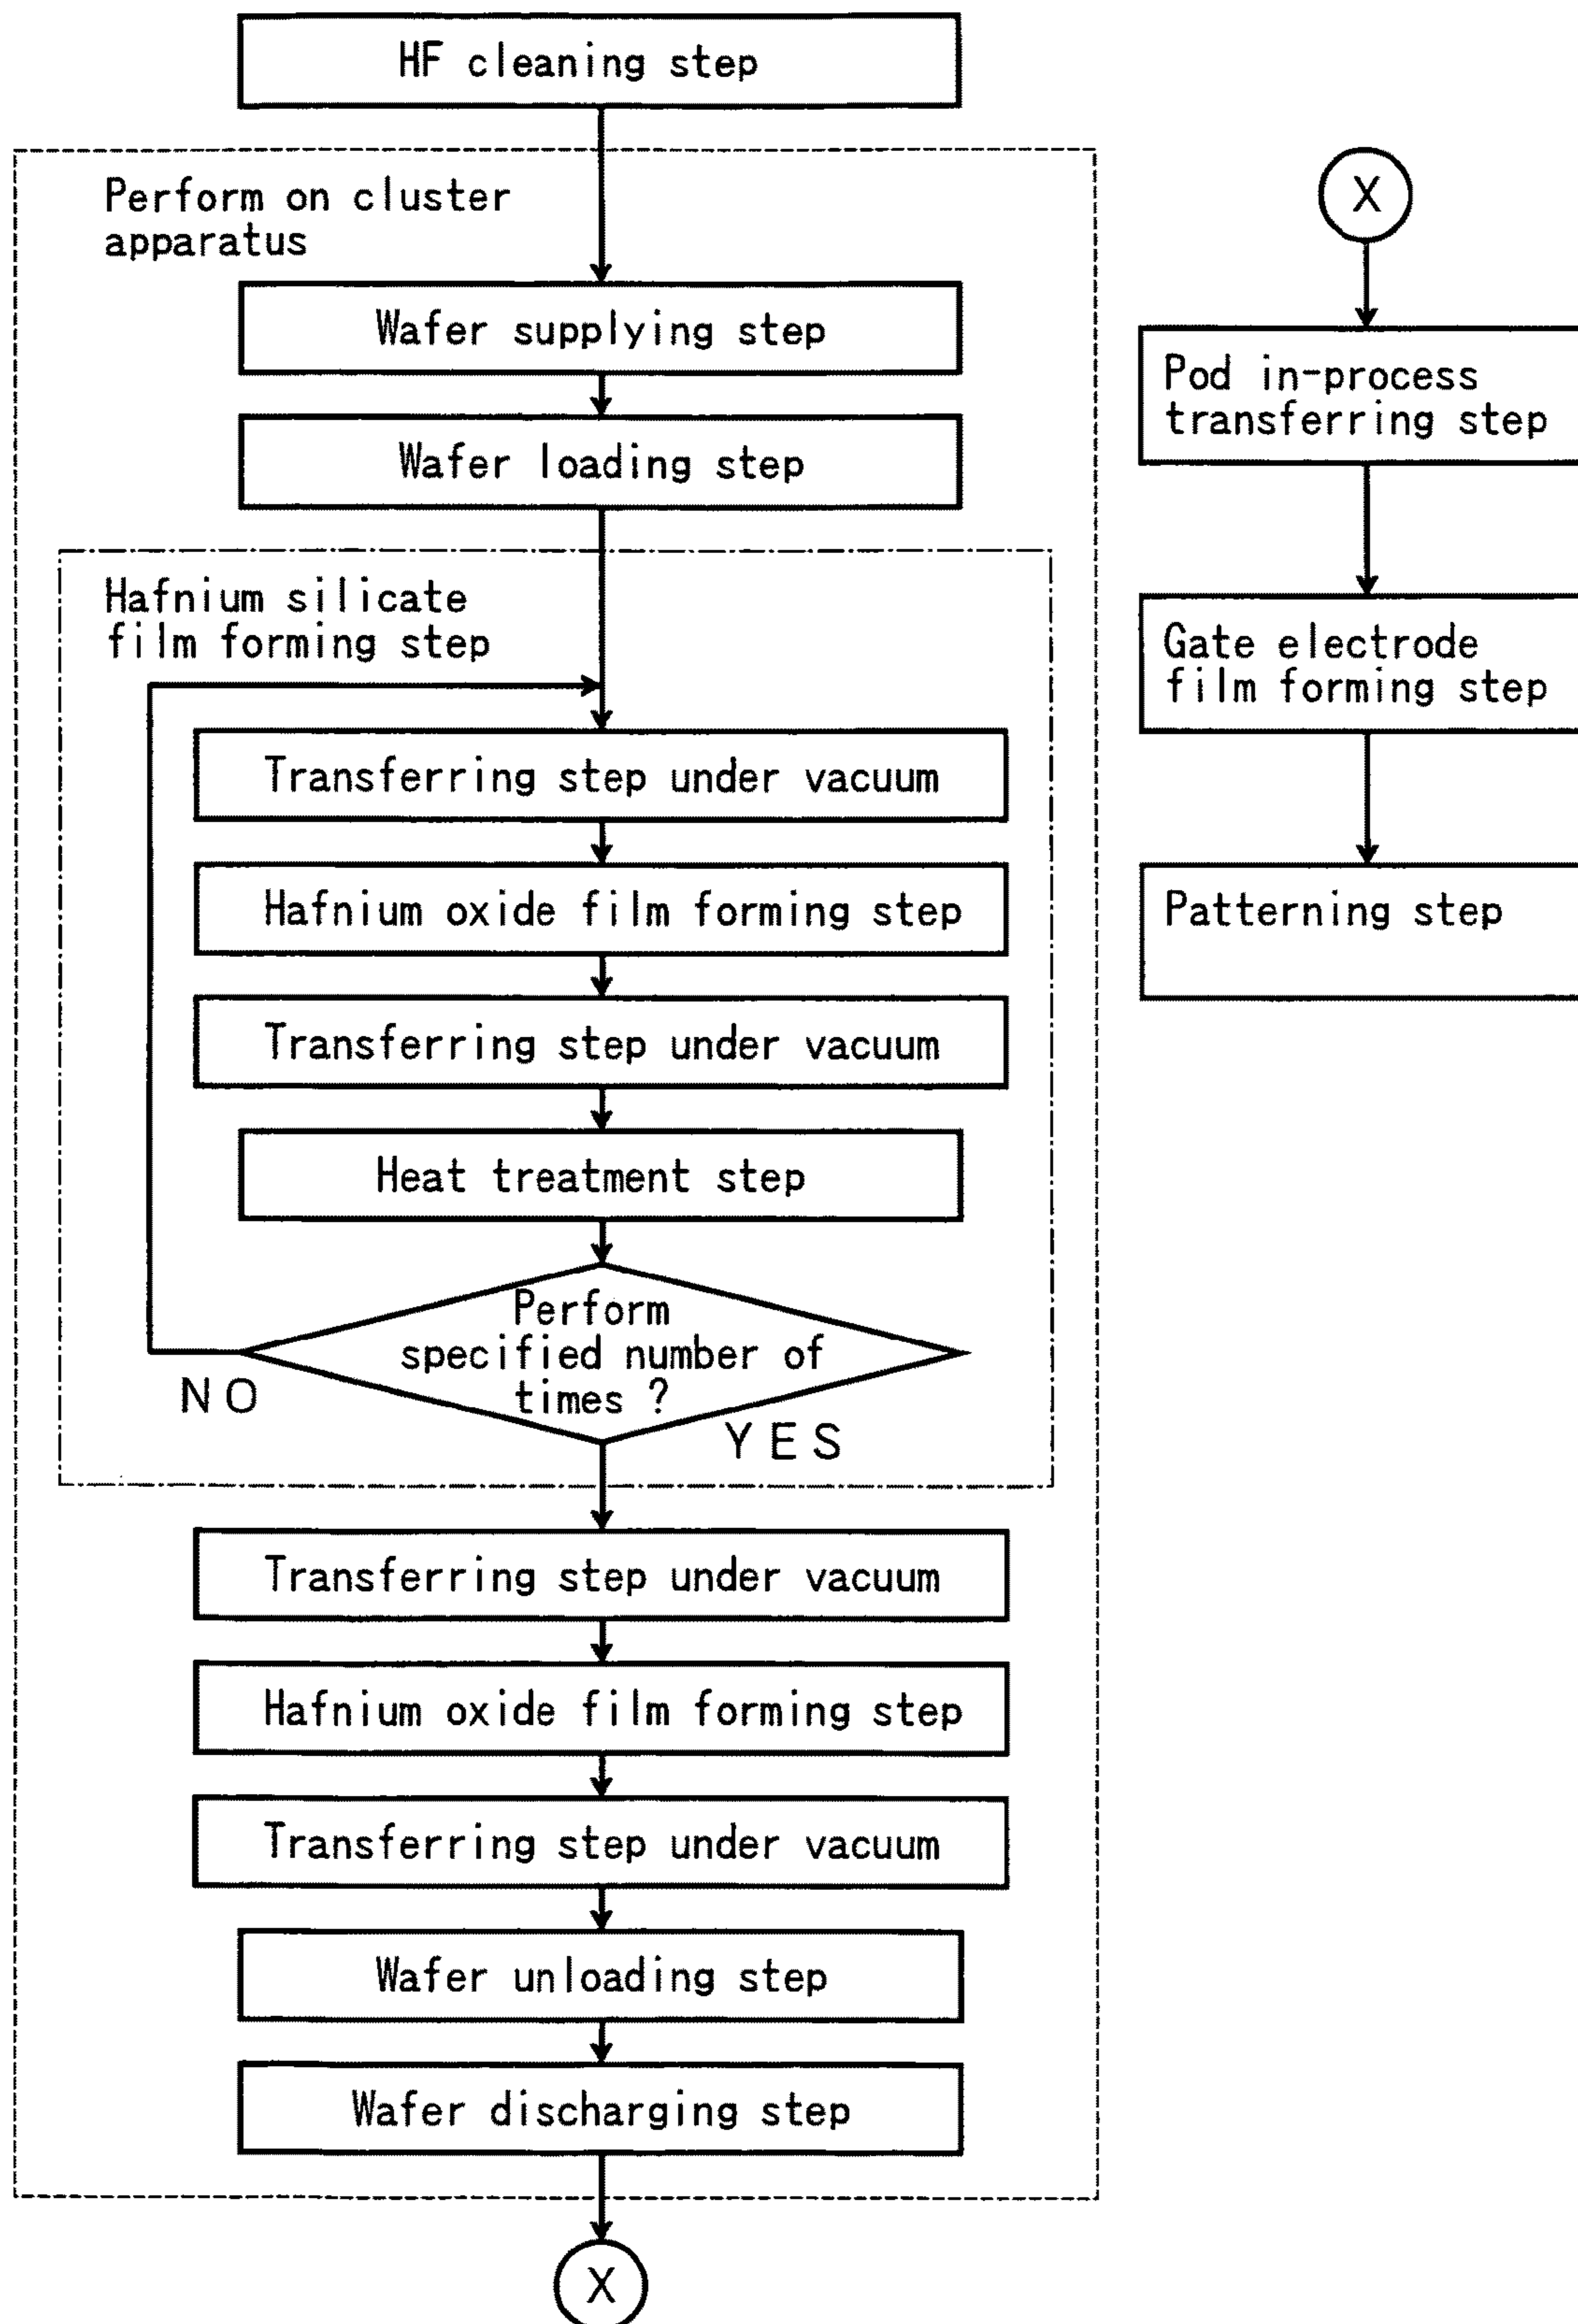 HF cleaning step
Perform on cluster
apparatus
Wafer supplying step
Wafer loading step
Hafnium silicate
film forming step
Transferring step under vacuum
Hafnium oxide film forming step
Transferring step under vacuum
Heat treatment step
Perform
specified number of
times ?
NO
YES
Transferring step under vacuum
Hafnium oxide film forming step
Transferring step under vacuum
Wafer unloading step
Wafer discharging step
X
X
Pod in-process
transferring step
Gate electrode
film forming step
Patterning step